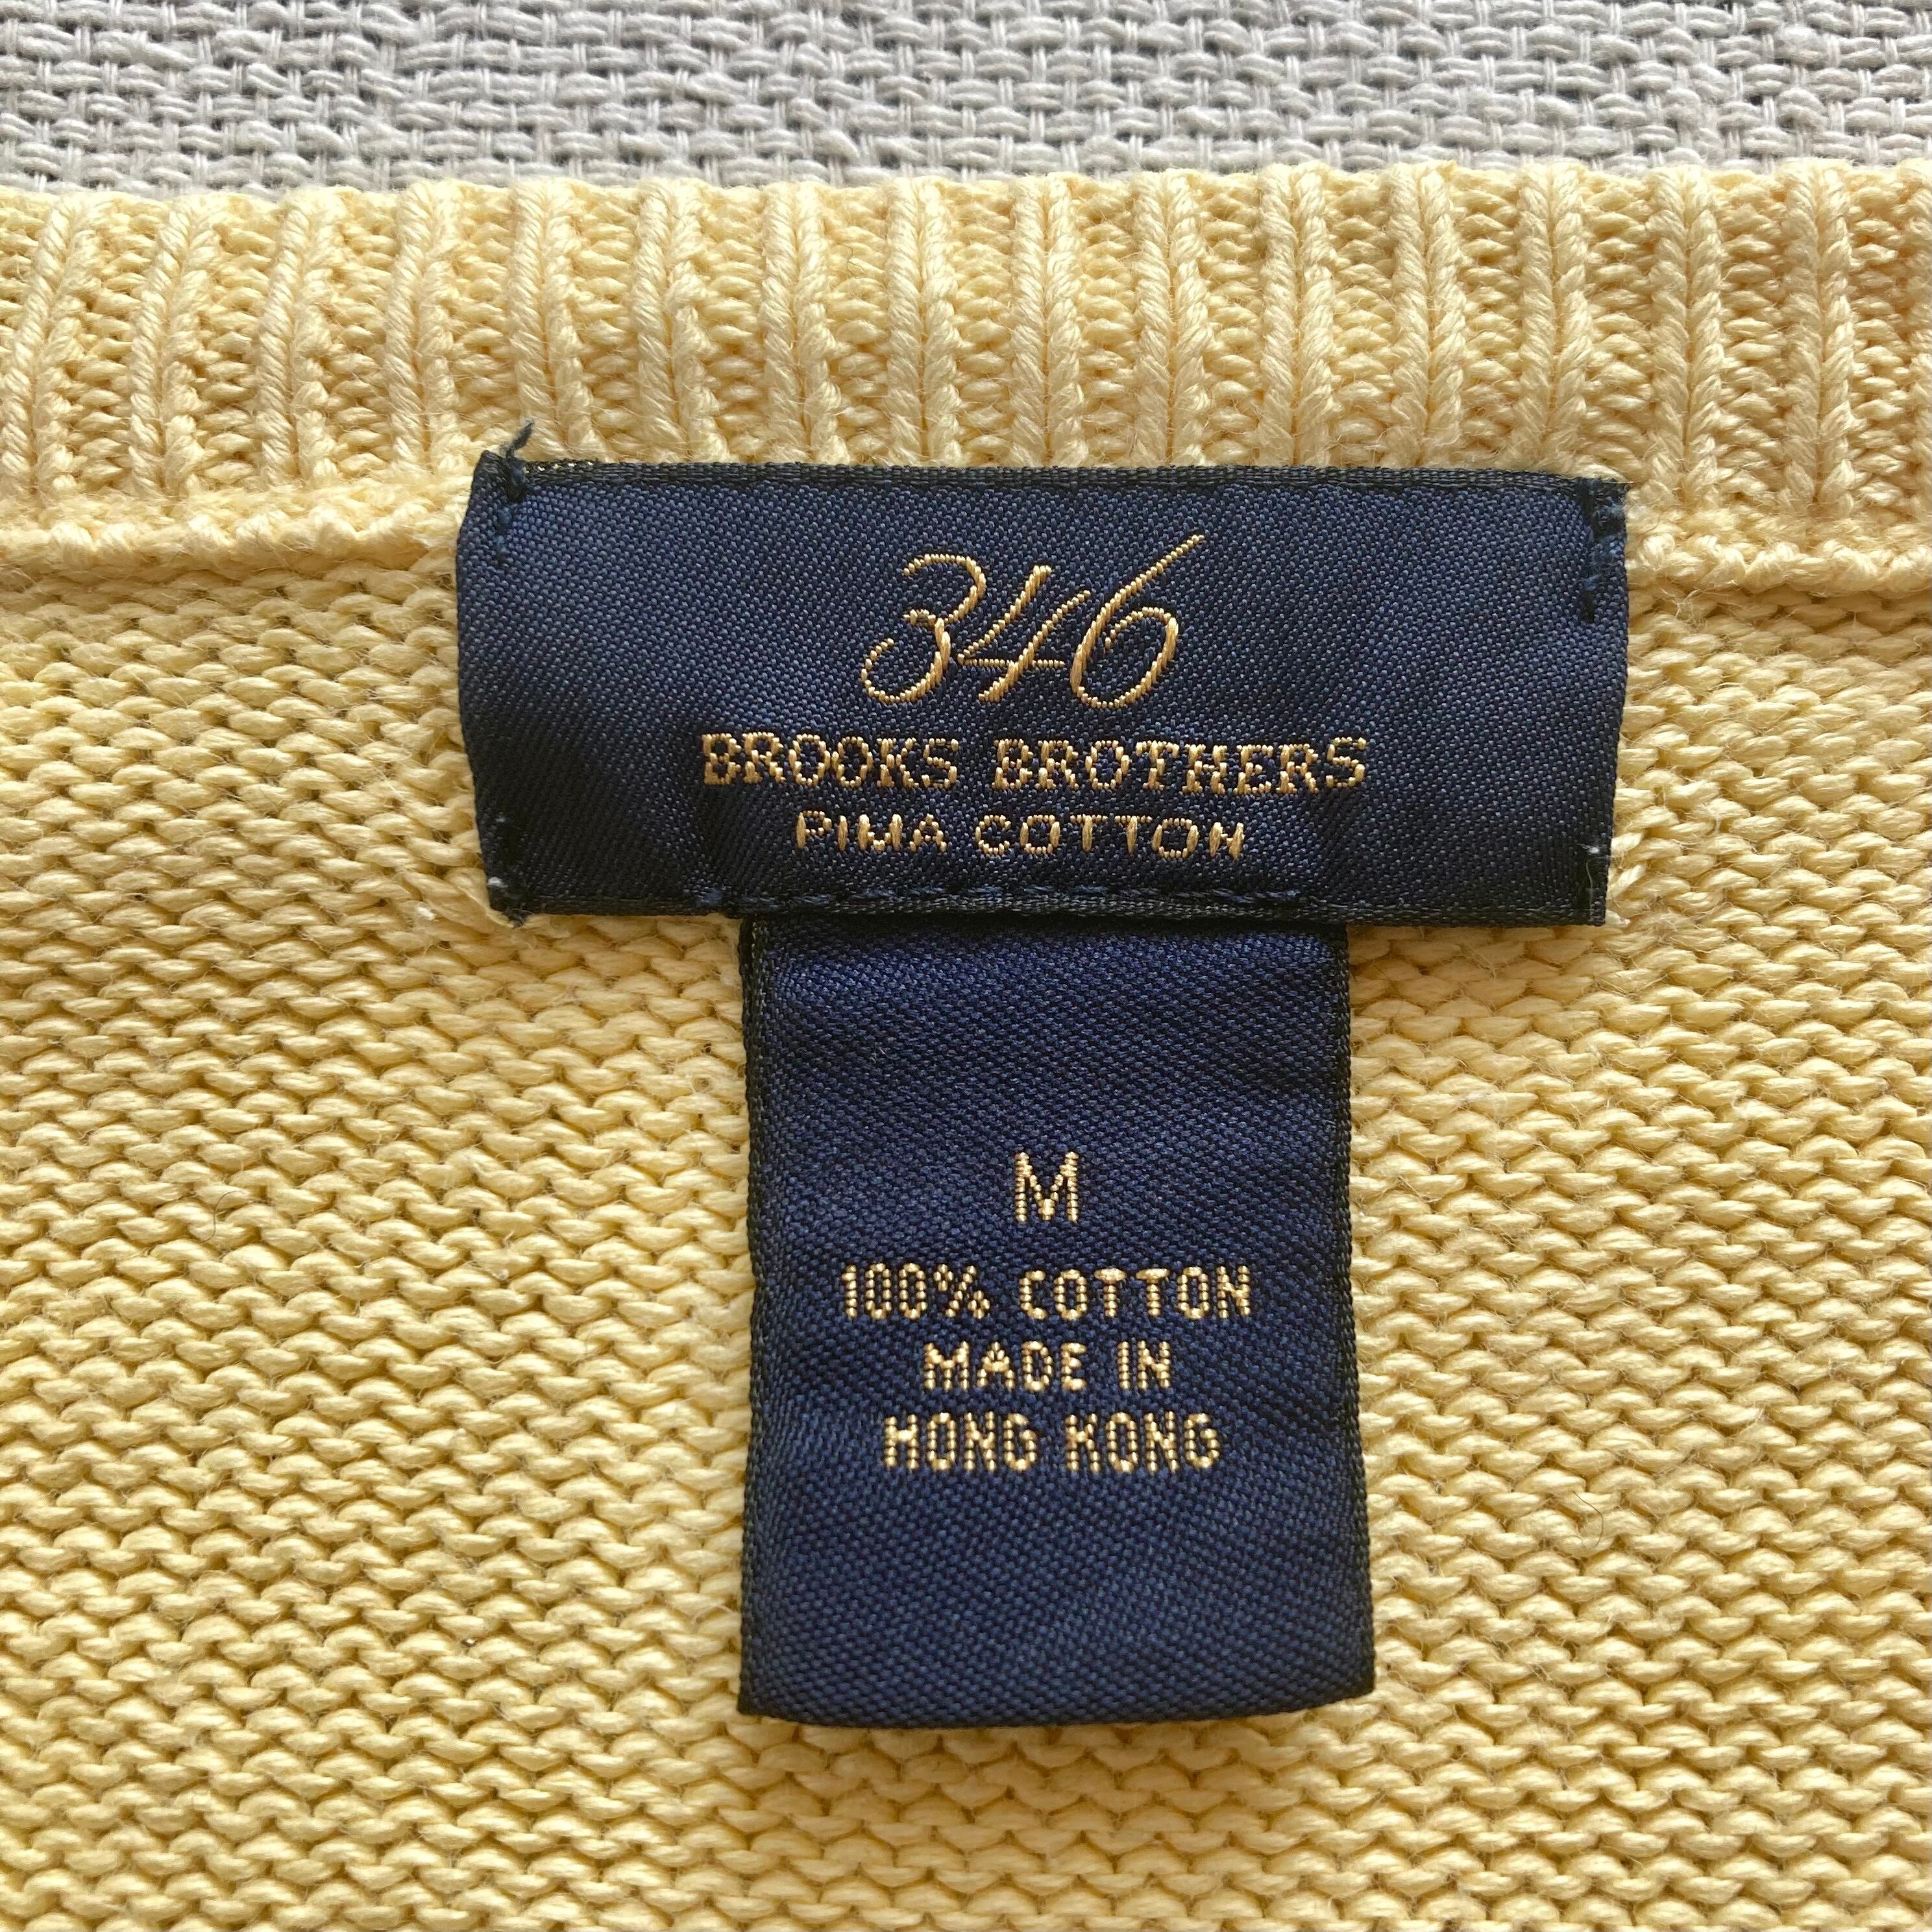 346
BROOKS BROTHERS
PIMA COTTON
M
100% COTTON
MADE IN
HONG KONG